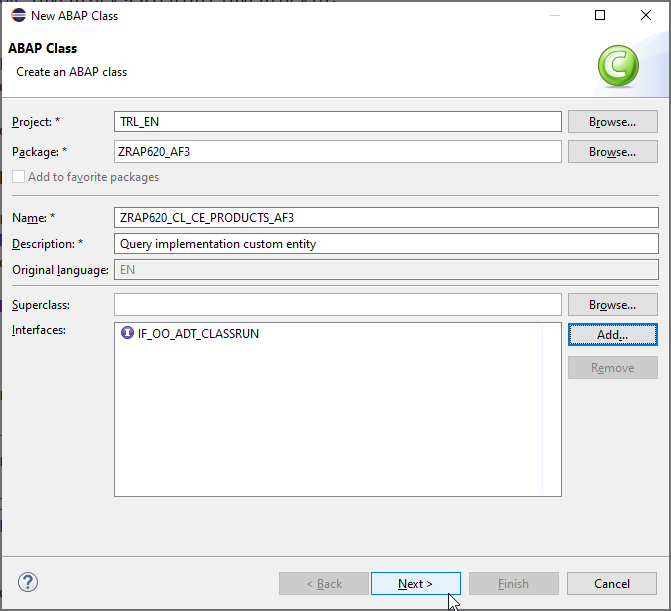 New ABAP Class
ABAP Class
Create an ABAP class
C
Project: * TRL_EN Browse...
Package: * ZRAP620_AF3 Browse...
Add to favorite packages
Name: * ZRAP620_CL_CE_PRODUCTS_AF3
Description: * Query implementation custom entity
Original language: EN
Superclass: Browse...
Interfaces: I IF_OO_ADT_CLASSRUN Add...
Remove
? < Back Next > Finish Cancel